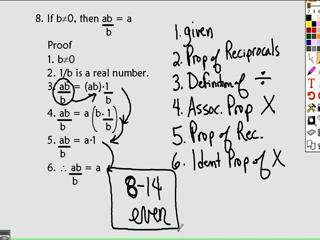 8. If b≠0, then ab/b = a
Proof
1. b≠0
2. 1/b is a real number.
3. ab/b = (ab)·1/b
4. ab/b = a(b·1/b)
5. ab/b = a·1
6. ∴ ab/b = a
1. given
2. Prop of Reciprocals
3. Definition of ÷
4. Assoc. Prop X
5. Prop of Rec.
6. Ident Prop of X
8-14
even